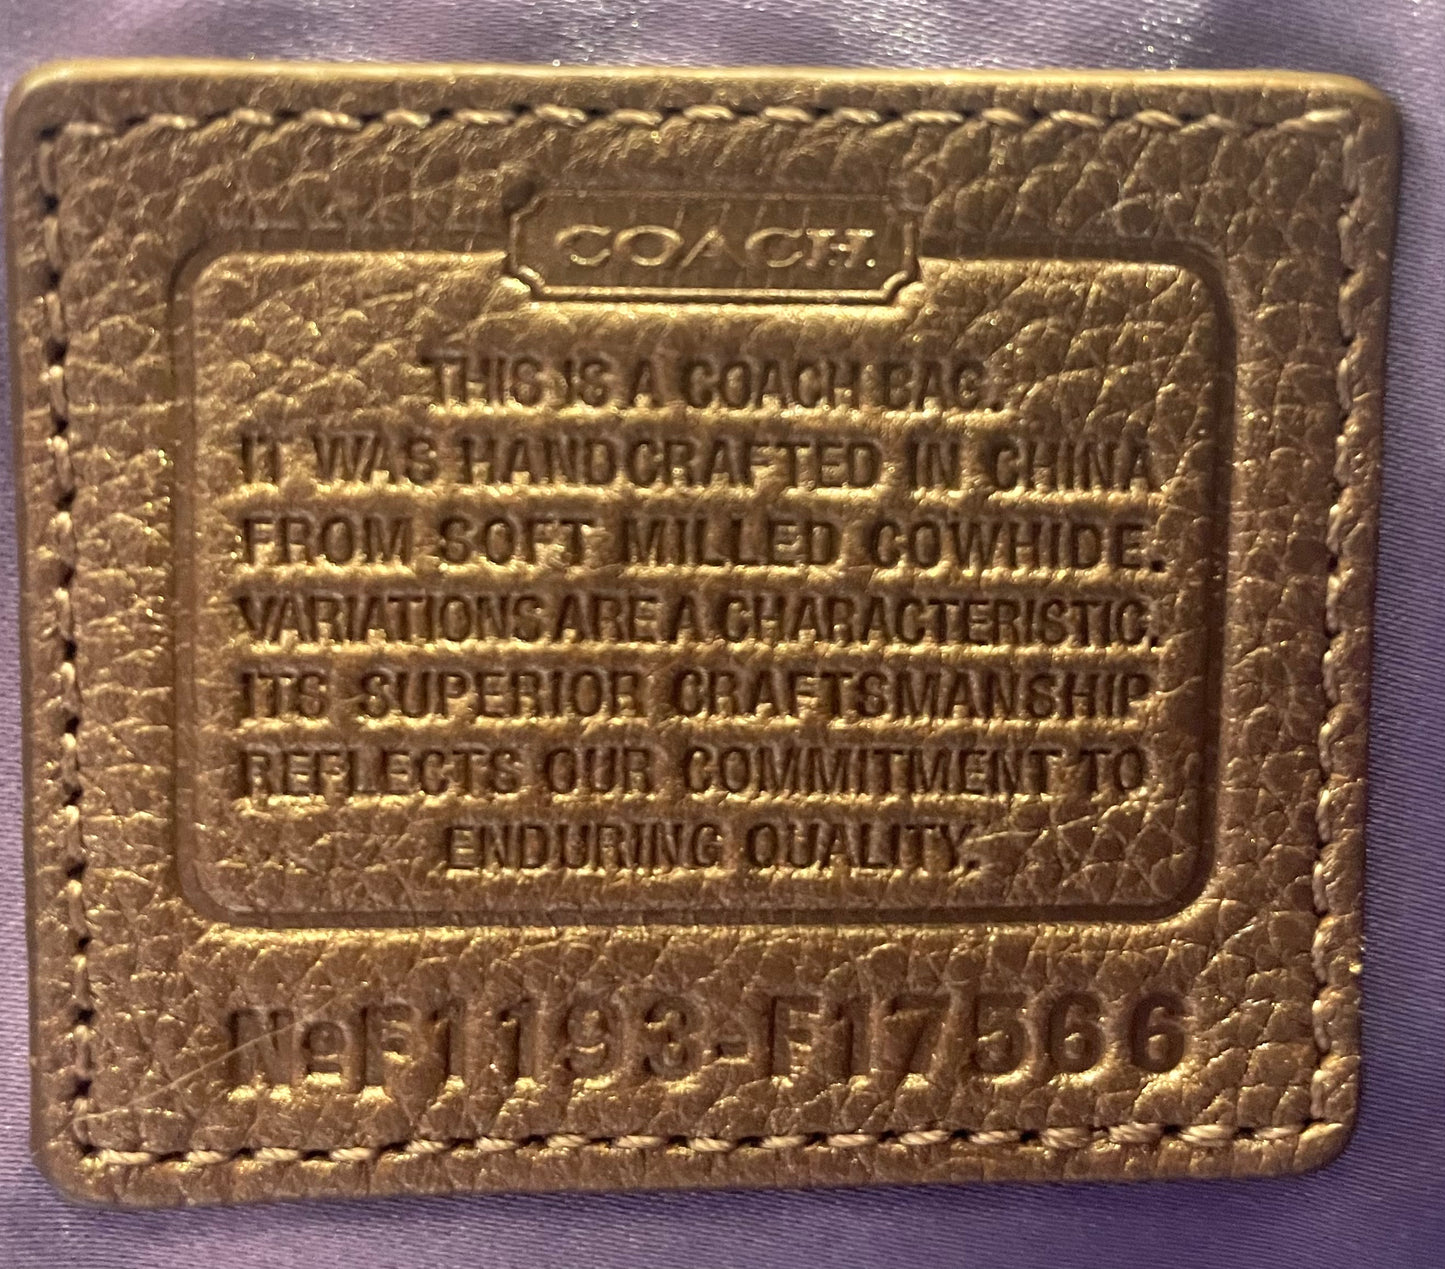 COACH.
THIS IS A COACH BAG.
IT WAS HANDCRAFTED IN CHINA
FROM SOFT MILLED COWHIDE.
VARIATIONS ARE A CHARACTERISTIC.
ITS SUPERIOR CRAFTSMANSHIP
REFLECTS OUR COMMITMENT TO
ENDURING QUALITY.
№F1193-F17566